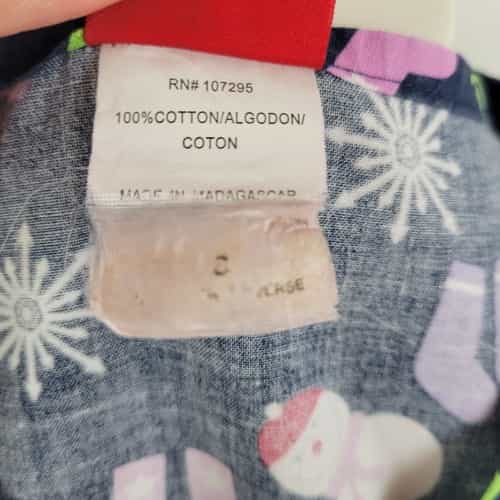 RN# 107295
100%COTTON/ALGODON/
COTON
MADE IN MADAGASCAR